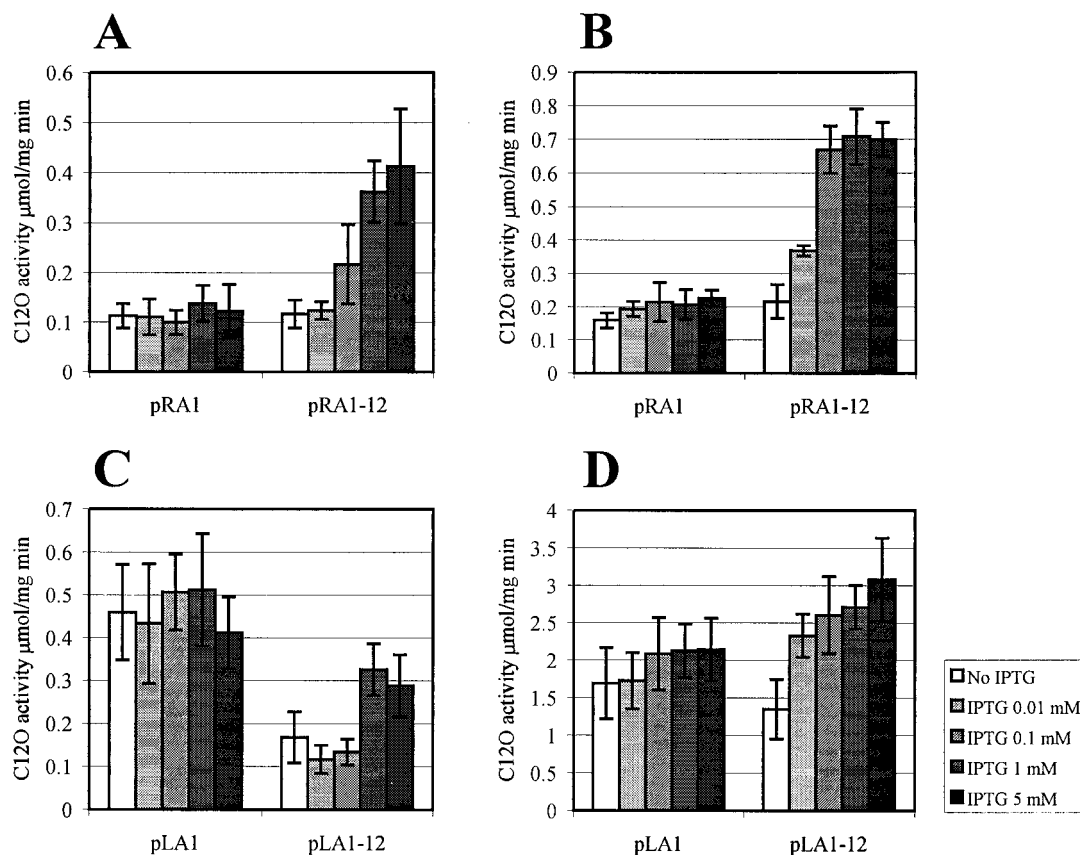 A
C12O activity µmol/mg min
0.6
0.5
0.4
0.3
0.2
0.1
0
pRA1
pRA1-12
B
C12O activity µmol/mg min
0.9
0.8
0.7
0.6
0.5
0.4
0.3
0.2
0.1
0
pRA1
pRA1-12
C
C12O activity µmol/mg min
0.7
0.6
0.5
0.4
0.3
0.2
0.1
0
pLA1
pLA1-12
D
C12O activity µmol/mg min
4
3.5
3
2.5
2
1.5
1
0.5
0
pLA1
pLA1-12
No IPTG
IPTG 0.01 mM
IPTG 0.1 mM
IPTG 1 mM
IPTG 5 mM